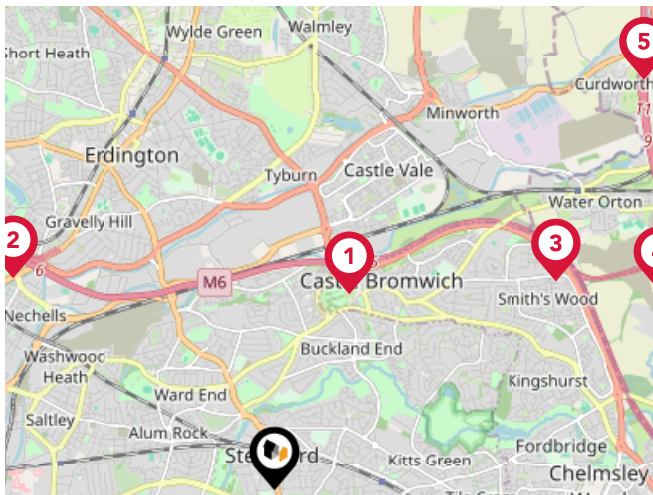 Wylde Green
Walmley
Short Heath
5
Curdworth
Minworth
Erdington
Tyburn
Castle Vale
Water Orton
Gravelly Hill
2
6
1
3
M6
Bromwich
Smith's Wood
Nechells
Buckland End
Washwood
Heath
Kingshurst
Ward End
Saltley
Alum Rock
Fordbridge
Kitts Green
Chelmsley